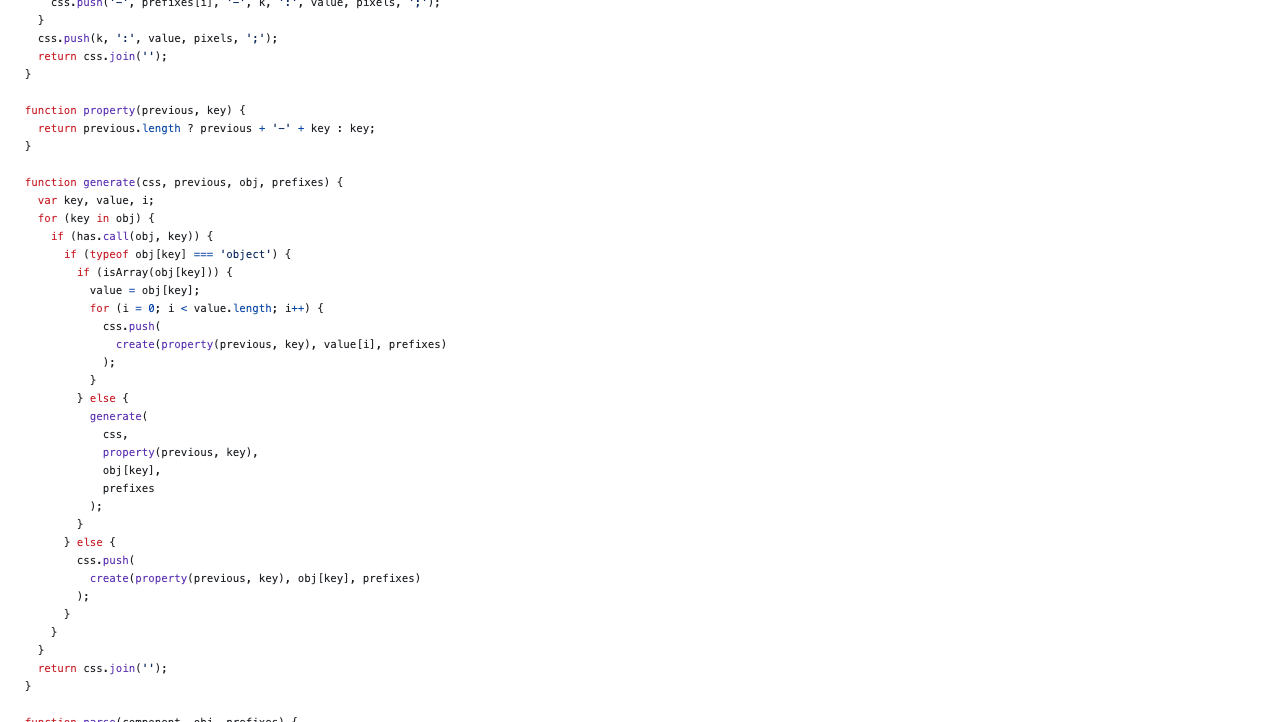 css.push('-', prefixes[i], '-', k, ':', value, pixels, ';');
}
css.push(k, ':', value, pixels, ';');
return css.join('');
}
function property(previous, key) {
return previous.length ? previous + '-' + key : key;
}
function generate(css, previous, obj, prefixes) {
var key, value, i;
for (key in obj) {
if (has.call(obj, key)) {
if (typeof obj[key] === 'object') {
if (isArray(obj[key])) {
value = obj[key];
for (i = 0; i < value.length; i++) {
css.push(
create(property(previous, key), value[i], prefixes)
);
}
} else {
generate(
css,
property(previous, key),
obj[key],
prefixes
);
}
} else {
css.push(
create(property(previous, key), obj[key], prefixes)
);
}
}
}
return css.join('');
}
function parse(component, obj, prefixes) {